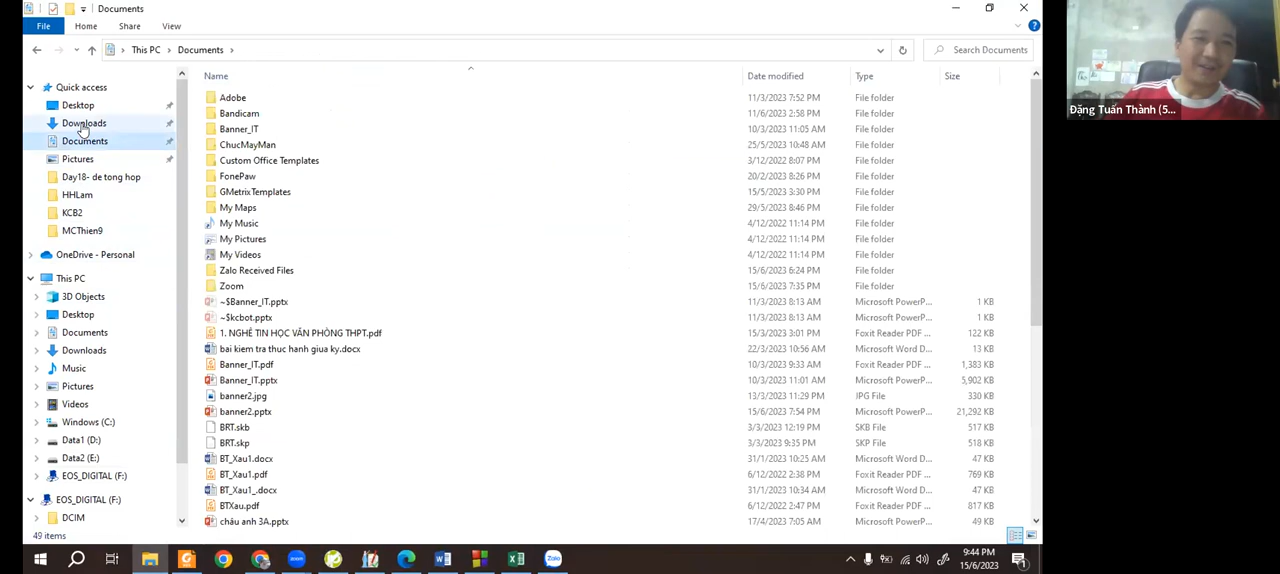 Documents
File Home Share View
This PC Documents Search Documents
Name Date modified Type Size
Quick access
Desktop
Downloads
Documents
Pictures
Day18- de tong hop
HHLam
KCB2
MCThien9
OneDrive - Personal
This PC
3D Objects
Desktop
Documents
Downloads
Music
Pictures
Videos
Windows (C:)
Data1 (D:)
Data2 (E:)
EOS_DIGITAL (F:)
EOS_DIGITAL (F:)
DCIM
Adobe 11/3/2023 7:52 PM File folder
Bandicam 11/6/2023 2:58 PM File folder
Banner_IT 10/3/2023 11:05 AM File folder
ChucMayMan 25/5/2023 10:48 AM File folder
Custom Office Templates 3/12/2022 8:07 PM File folder
FonePaw 20/2/2023 8:26 PM File folder
GMetrixTemplates 15/5/2023 3:30 PM File folder
My Maps 29/5/2023 8:46 PM File folder
My Music 4/12/2022 11:14 PM File folder
My Pictures 4/12/2022 11:14 PM File folder
My Videos 4/12/2022 11:14 PM File folder
Zalo Received Files 15/6/2023 6:24 PM File folder
Zoom 15/6/2023 7:35 PM File folder
~$Banner_IT.pptx 11/3/2023 8:13 AM Microsoft PowerP... 1 KB
~$kcbot.pptx 11/3/2023 8:13 AM Microsoft PowerP... 1 KB
1. NGHỀ TIN HỌC VĂN PHÒNG THPT.pdf 15/3/2023 3:01 PM Foxit Reader PDF ... 122 KB
bai kiem tra thuc hanh giua ky.docx 22/3/2023 10:56 AM Microsoft Word D... 13 KB
Banner_IT.pdf 10/3/2023 9:33 AM Foxit Reader PDF ... 1,383 KB
Banner_IT.pptx 10/3/2023 11:01 AM Microsoft PowerP... 5,902 KB
banner2.jpg 13/3/2023 11:29 PM JPG File 330 KB
banner2.pptx 15/6/2023 7:54 PM Microsoft PowerP... 21,292 KB
BRT.skb 3/3/2023 12:19 PM SKB File 517 KB
BRT.skp 3/3/2023 9:35 PM SKP File 518 KB
BT_Xau1.docx 31/1/2023 10:25 AM Microsoft Word D... 47 KB
BT_Xau1.pdf 6/12/2022 2:38 PM Foxit Reader PDF ... 769 KB
BT_Xau1_.docx 31/1/2023 10:34 AM Microsoft Word D... 47 KB
BTXau.pdf 6/12/2022 2:47 PM Foxit Reader PDF ... 817 KB
cháu anh 3A.pptx 17/4/2023 7:05 AM Microsoft PowerP... 49 KB
49 items
9:44 PM
15/6/2023
Đặng Tuấn Thành (5...